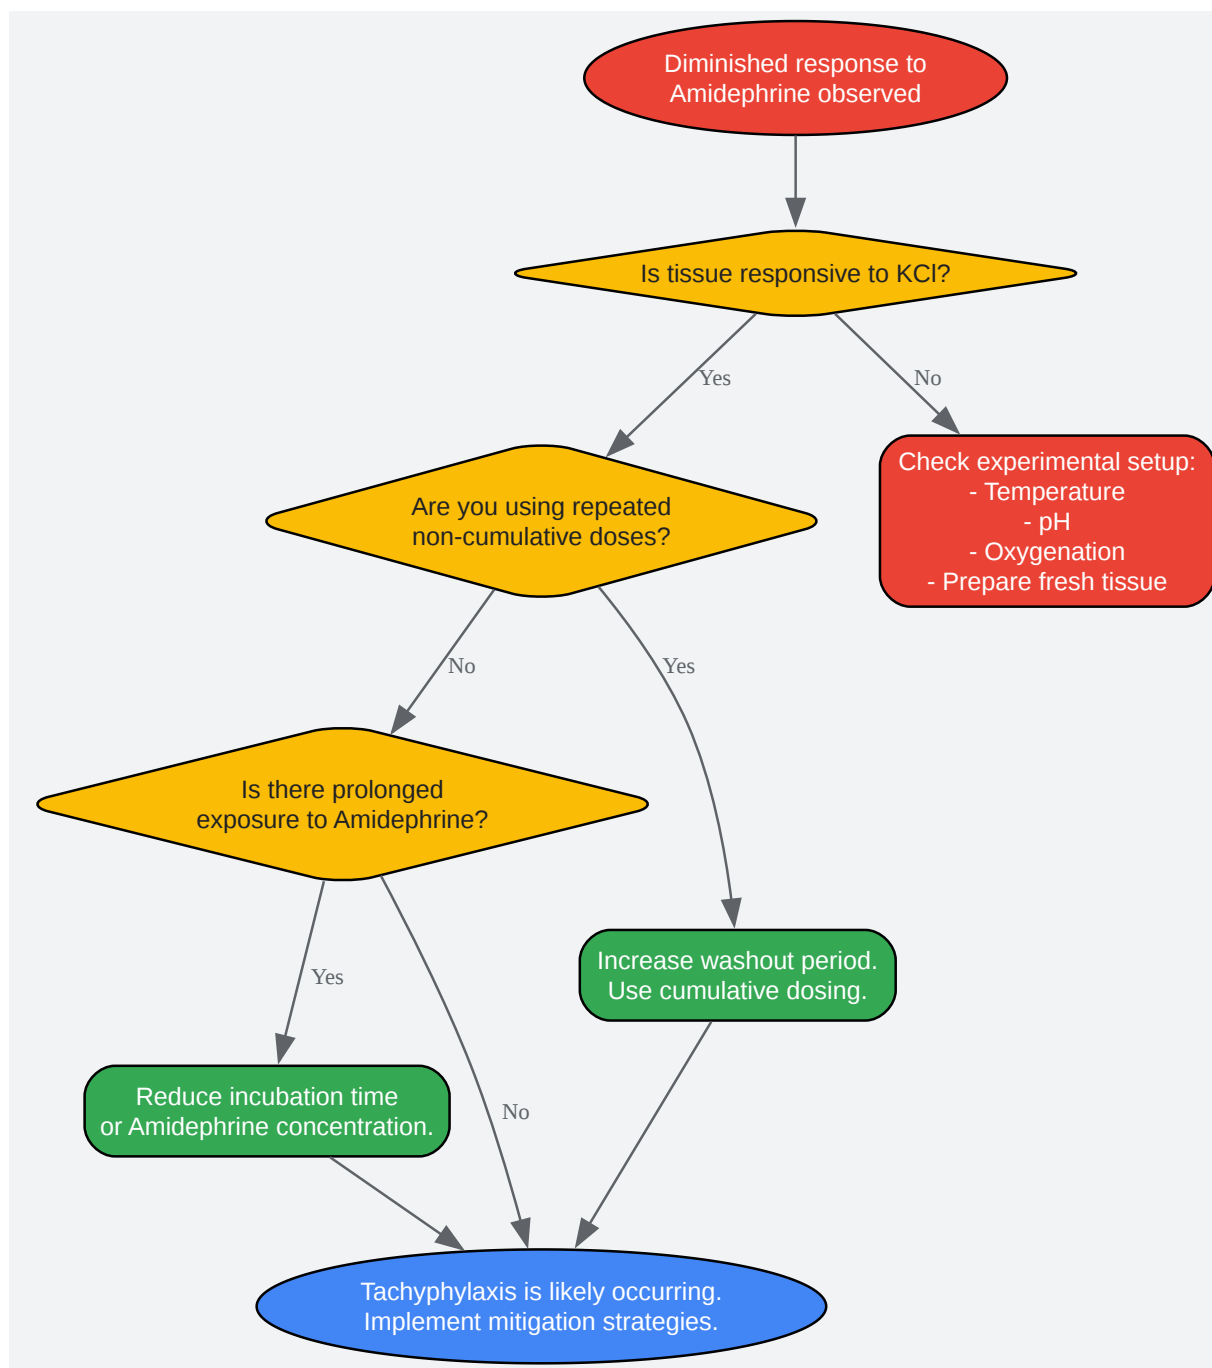 Diminished response to
Amidephrine observed
Is tissue responsive to KCl?
Yes
No
Check experimental setup:
- Temperature
- pH
- Oxygenation
- Prepare fresh tissue
Are you using repeated
non-cumulative doses?
No
Yes
Is there prolonged
exposure to Amidephrine?
Increase washout period.
Use cumulative dosing.
Yes
No
Reduce incubation time
or Amidephrine concentration.
Tachyphylaxis is likely occurring.
Implement mitigation strategies.